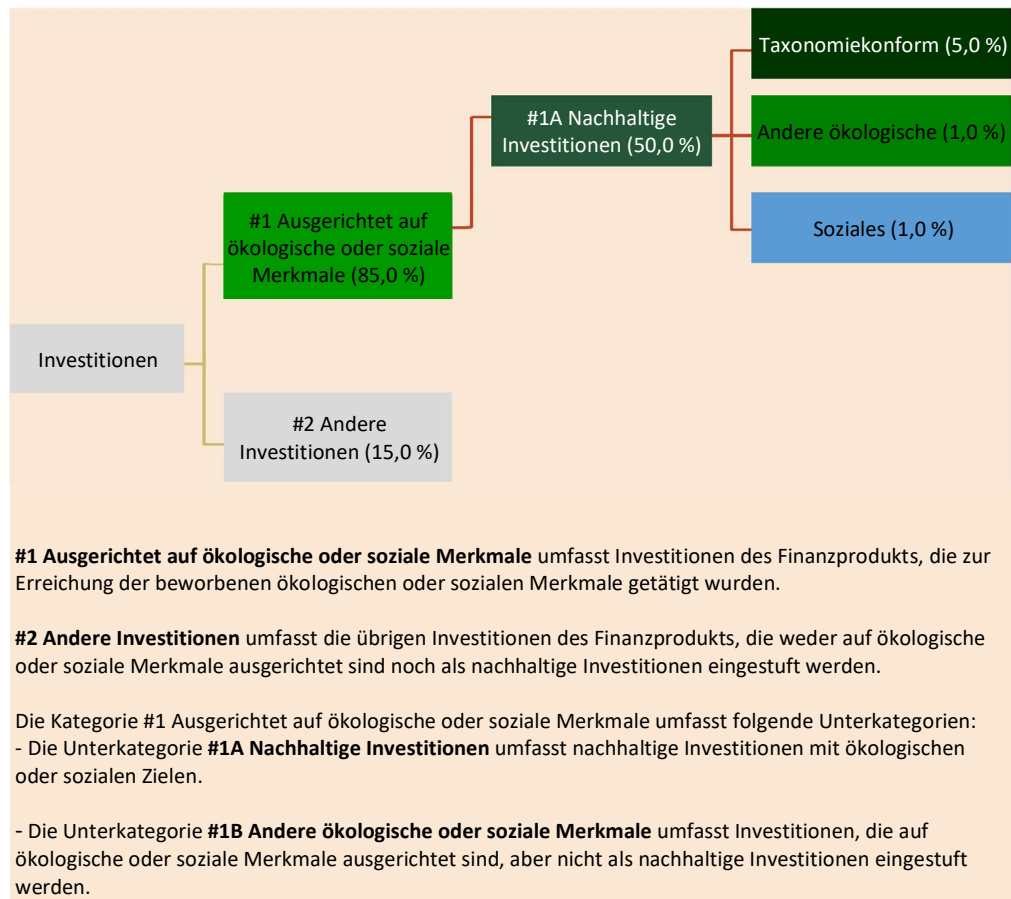 Taxonomiekonform (5,0 %)
#1A Nachhaltige
Investitionen (50,0 %)
Andere ökologische (1,0 %)
#1 Ausgerichtet auf
ökologische oder soziale
Merkmale (85,0 %)
Soziales (1,0 %)
Investitionen
#2 Andere
Investitionen (15,0 %)
#1 Ausgerichtet auf ökologische oder soziale Merkmale umfasst Investitionen des Finanzprodukts, die zur
Erreichung der beworbenen ökologischen oder sozialen Merkmale getätigt wurden.
#2 Andere Investitionen umfasst die übrigen Investitionen des Finanzprodukts, die weder auf ökologische
oder soziale Merkmale ausgerichtet sind noch als nachhaltige Investitionen eingestuft werden.
Die Kategorie #1 Ausgerichtet auf ökologische oder soziale Merkmale umfasst folgende Unterkategorien:
- Die Unterkategorie #1A Nachhaltige Investitionen umfasst nachhaltige Investitionen mit ökologischen
oder sozialen Zielen.
- Die Unterkategorie #1B Andere ökologische oder soziale Merkmale umfasst Investitionen, die auf
ökologische oder soziale Merkmale ausgerichtet sind, aber nicht als nachhaltige Investitionen eingestuft
werden.